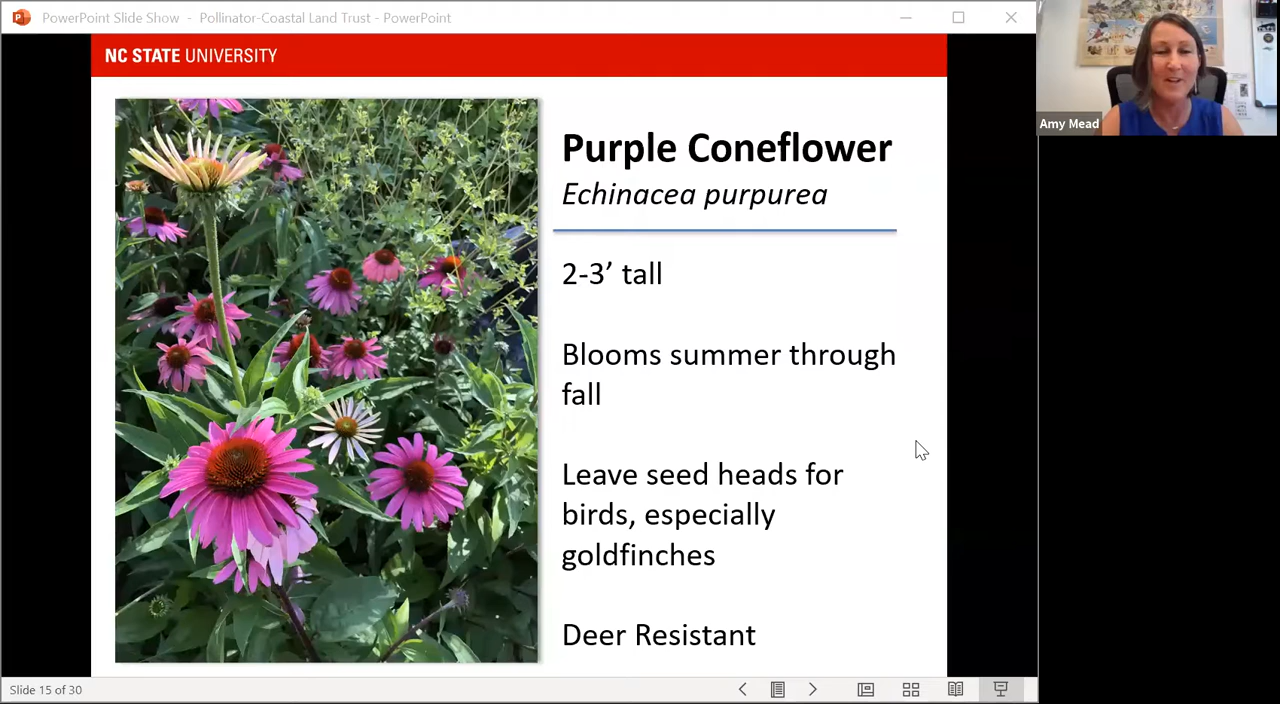 PowerPoint Slide Show - Pollinator-Coastal Land Trust - PowerPoint
NC STATE UNIVERSITY
Purple Coneflower
Echinacea purpurea
2-3’ tall
Blooms summer through
fall
Leave seed heads for
birds, especially
goldfinches
Deer Resistant
Amy Mead
Slide 15 of 30